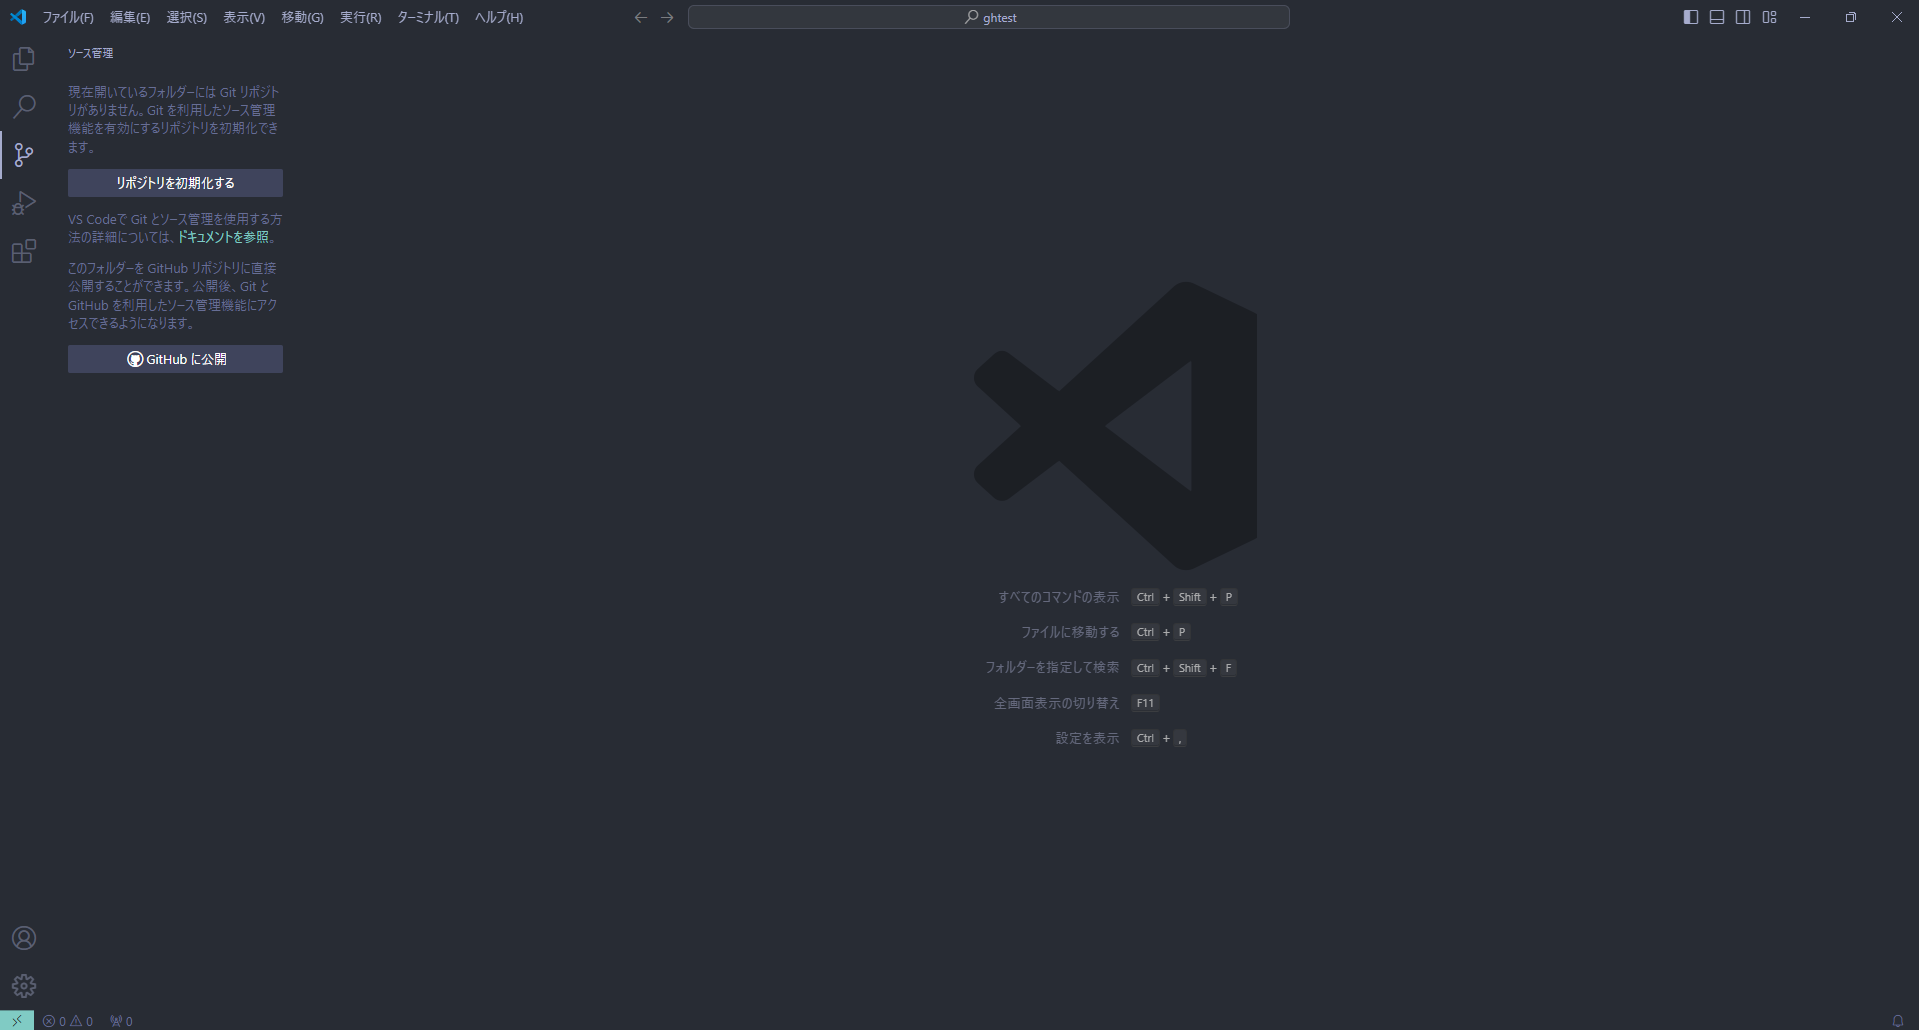 ファイル(F) 編集(E) 選択(S) 表示(V) 移動(G) 実行(R) ターミナル(T) ヘルプ(H)
ghtest
ソース管理
現在開いているフォルダーには Git リポジト
リがありません。Git を利用したソース管理
機能を有効にするリポジトリを初期化でき
ます。
リポジトリを初期化する
VS Codeで Git とソース管理を使用する方
法の詳細については、ドキュメントを参照。
このフォルダーを GitHub リポジトリに直接
公開することができます。公開後、Git と
GitHub を利用したソース管理機能にアク
セスできるようになります。
GitHub に公開
すべてのコマンドの表示 Ctrl + Shift + P
ファイルに移動する Ctrl + P
フォルダーを指定して検索 Ctrl + Shift + F
全画面表示の切り替え F11
設定を表示 Ctrl + ,
0 0 0